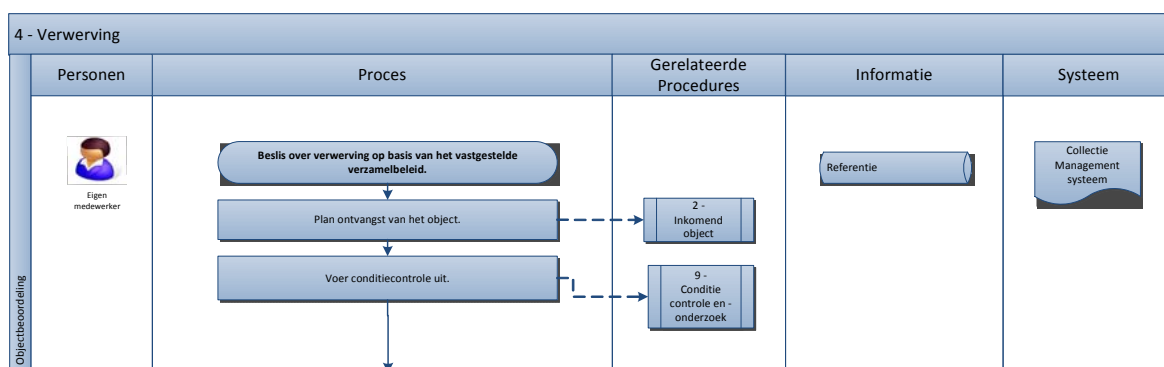 4 - Verwerving
Personen
Proces
Gerelateerde
Procedures
Informatie
Systeem
Objectbeoordeling
Eigen
medewerker
Beslis over verwerving op basis van het vastgestelde
verzamelbeleid.
Plan ontvangst van het object.
Voer conditiecontrole uit.
2 -
Inkomend
object
9 -
Conditie
controle en -
onderzoek
Referentie
Collectie
Management
systeem